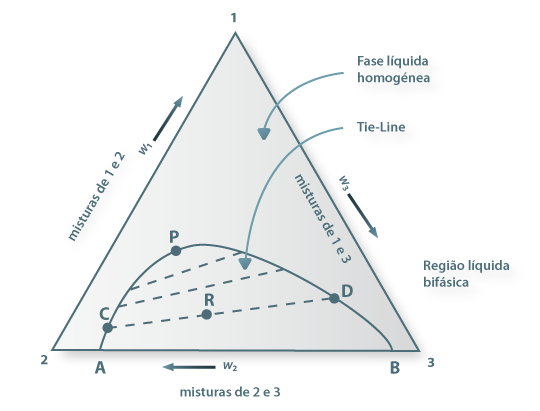 1
Fase líquida
homogénea
Tie-Line
w1
misturas de 1 e 2
w3
misturas de 1 e 3
P
Região líquida
bifásica
C
R
D
2
A
w2
B
3
misturas de 2 e 3